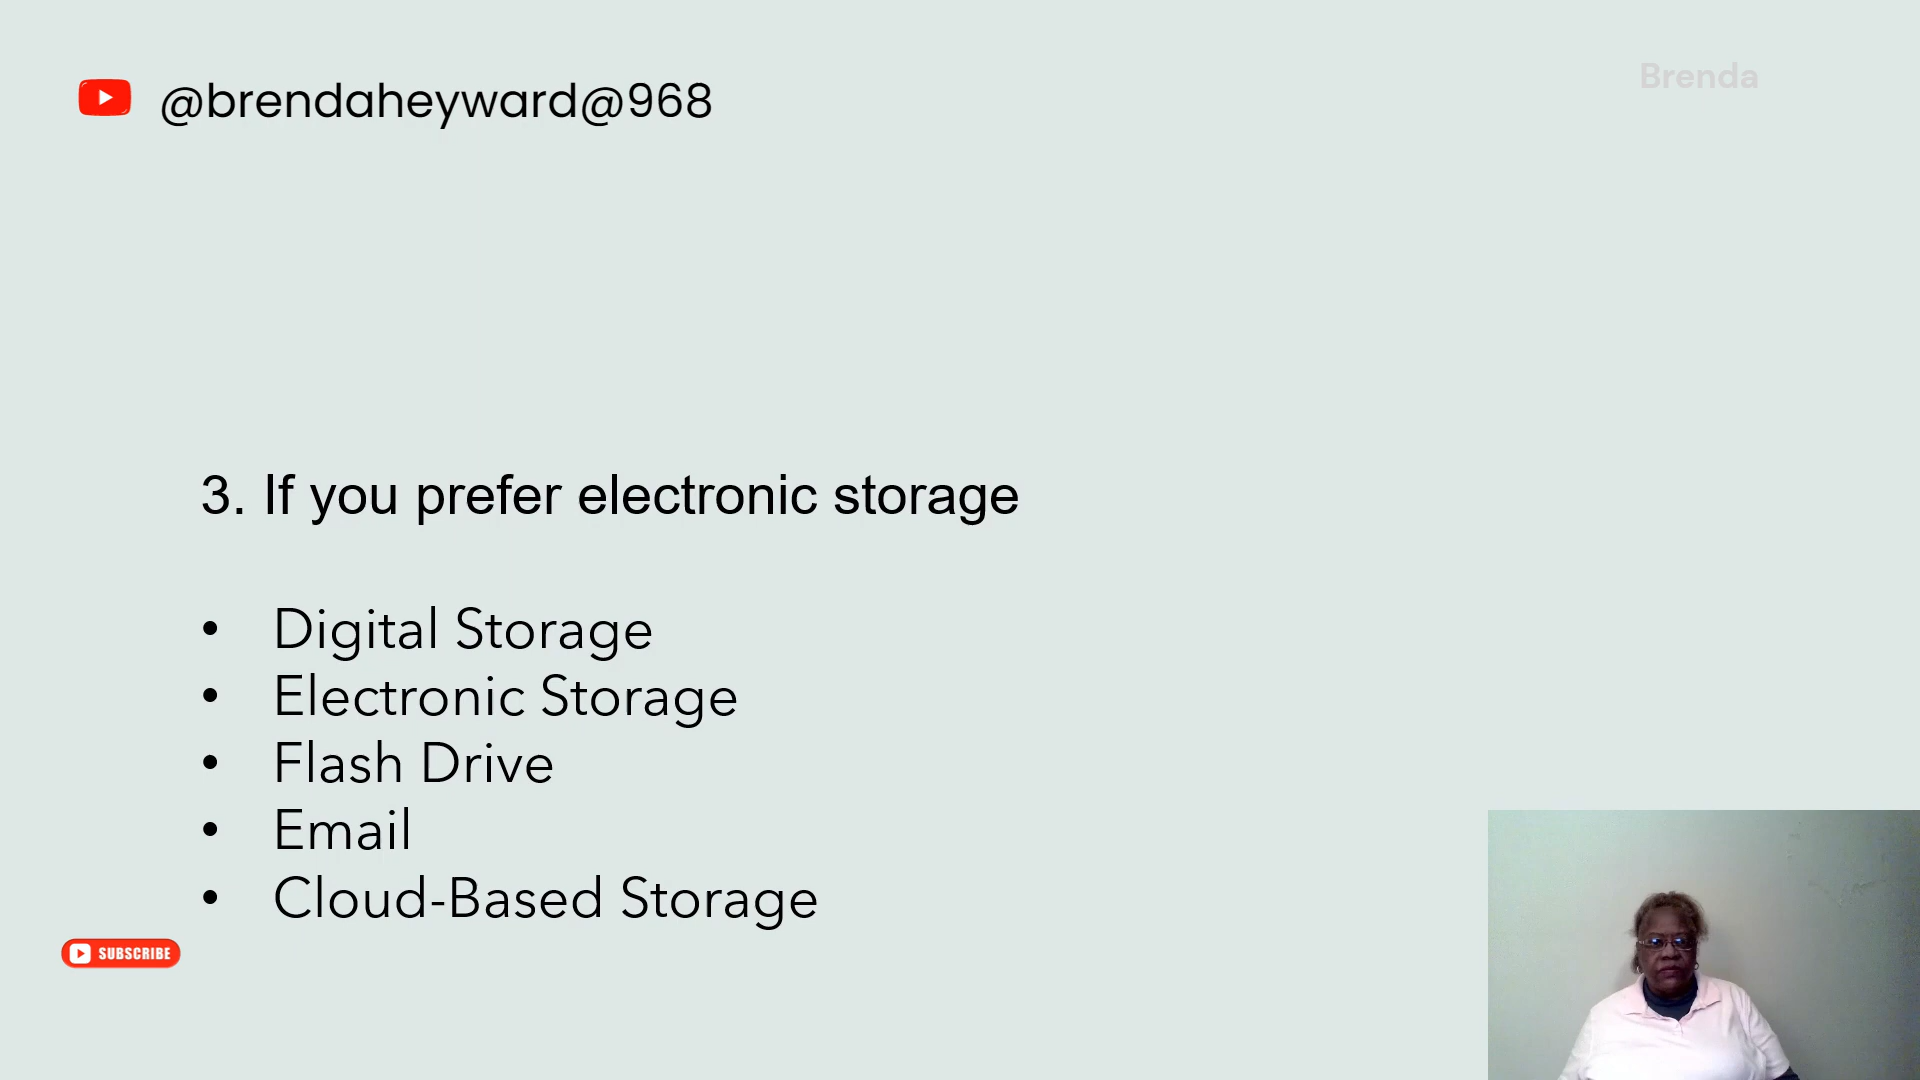 @brendaheyward@968
Brenda
3. If you prefer electronic storage
• Digital Storage
• Electronic Storage
• Flash Drive
• Email
• Cloud-Based Storage
SUBSCRIBE